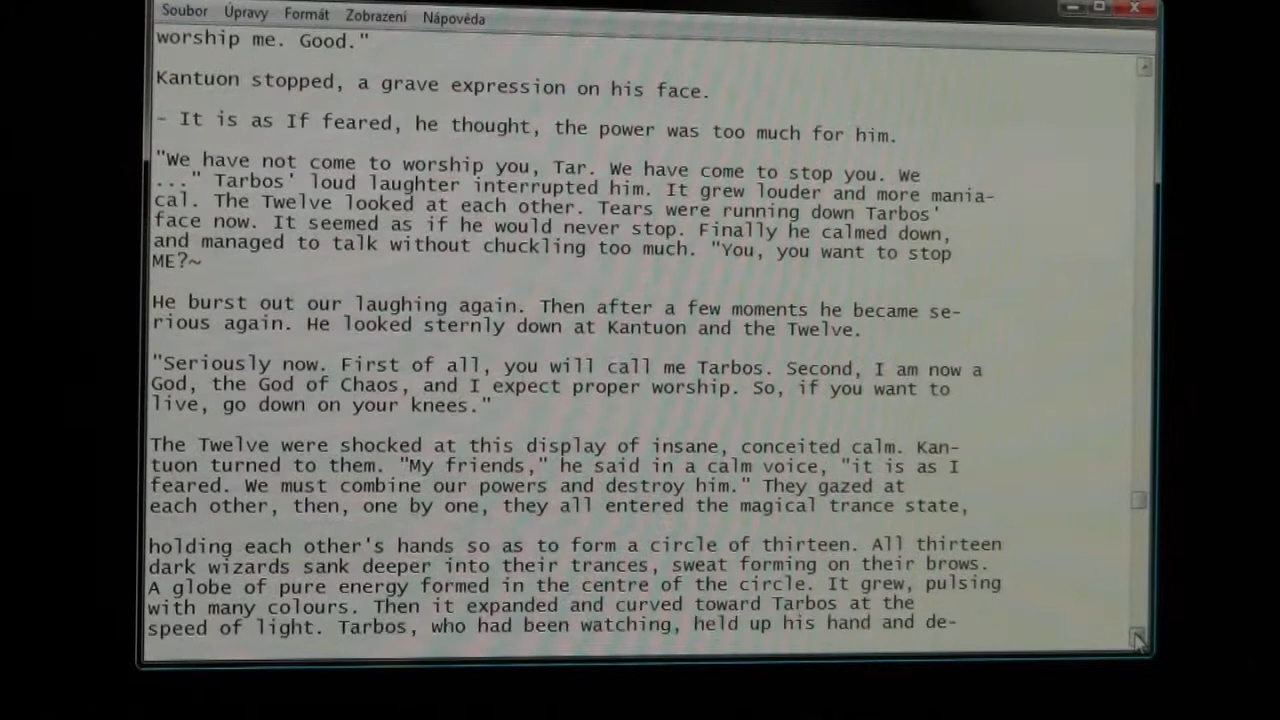 Soubor Úpravy Formát Zobrazení Nápověda
worship me. Good."
Kantuon stopped, a grave expression on his face.
- It is as If feared, he thought, the power was too much for him.
"We have not come to worship you, Tar. We have come to stop you. We
..." Tarbos' loud laughter interrupted him. It grew louder and more mania-
cal. The Twelve looked at each other. Tears were running down Tarbos'
face now. It seemed as if he would never stop. Finally he calmed down,
and managed to talk without chuckling too much. "You, you want to stop
ME?~
He burst out our laughing again. Then after a few moments he became se-
rious again. He looked sternly down at Kantuon and the Twelve.
"Seriously now. First of all, you will call me Tarbos. Second, I am now a
God, the God of Chaos, and I expect proper worship. So, if you want to
live, go down on your knees."
The Twelve were shocked at this display of insane, conceited calm. Kan-
tuon turned to them. "My friends," he said in a calm voice, "it is as I
feared. We must combine our powers and destroy him." They gazed at
each other, then, one by one, they all entered the magical trance state,
holding each other's hands so as to form a circle of thirteen. All thirteen
dark wizards sank deeper into their trances, sweat forming on their brows.
A globe of pure energy formed in the centre of the circle. It grew, pulsing
with many colours. Then it expanded and curved toward Tarbos at the
speed of light. Tarbos, who had been watching, held up his hand and de-